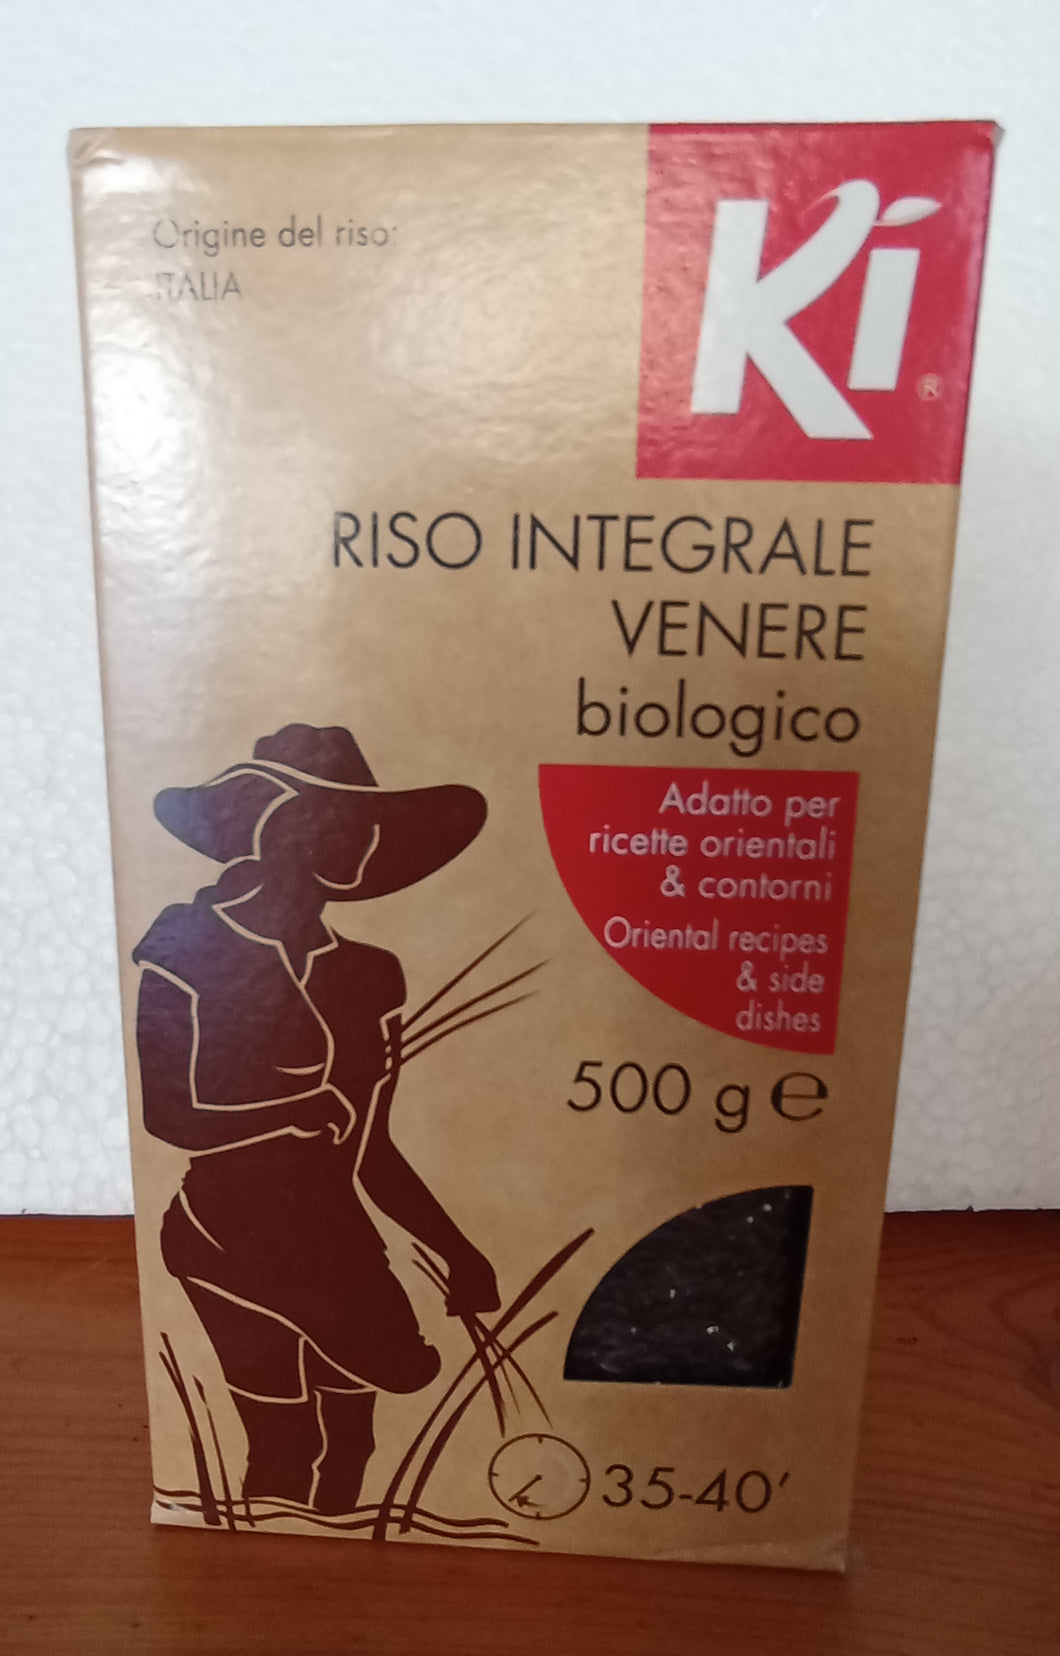 Origine del riso:
ITALIA
Ki®
RISO INTEGRALE
VENERE
biologico
Adatto per
ricette orientali
& contorni
Oriental recipes
& side
dishes
500 g ℮
35-40'